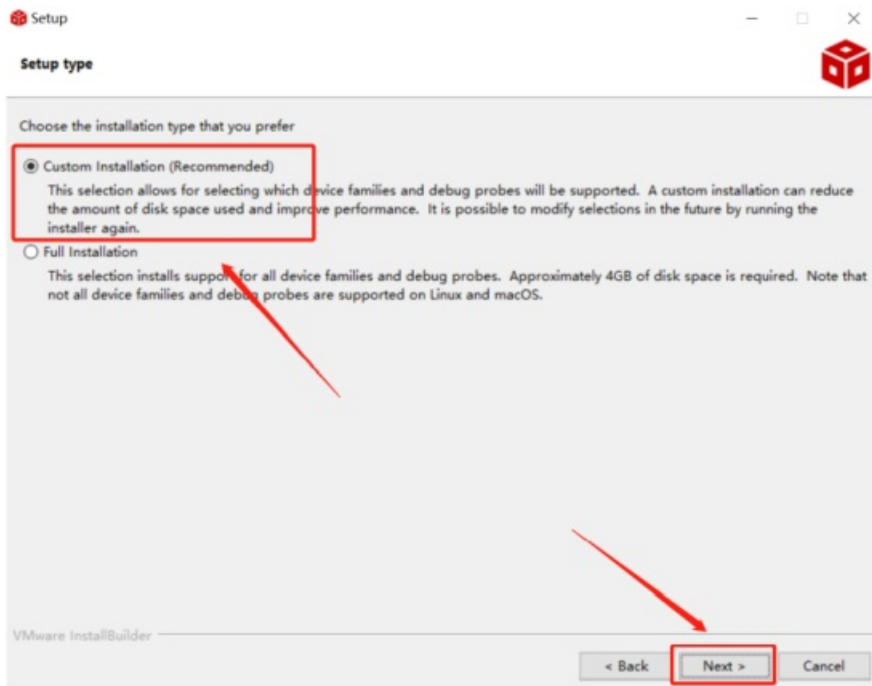 Setup
Setup type
Choose the installation type that you prefer
Custom Installation (Recommended)
This selection allows for selecting which device families and debug probes will be supported. A custom installation can reduce
the amount of disk space used and improve performance. It is possible to modify selections in the future by running the
installer again.
Full Installation
This selection installs support for all device families and debug probes. Approximately 4GB of disk space is required. Note that
not all device families and debug probes are supported on Linux and macOS.
VMware InstallBuilder
< Back Next > Cancel